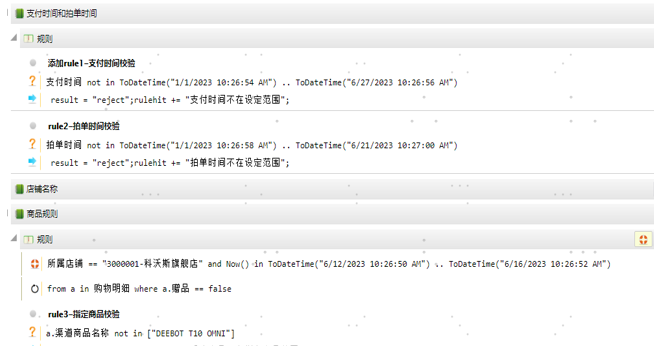 支付时间和拍单时间
规则
添加rule1-支付时间校验
支付时间 not in ToDateTime("1/1/2023 10:26:54 AM") .. ToDateTime("6/27/2023 10:26:56 AM")
result = "reject";rulehit += "支付时间不在设定范围";
rule2-拍单时间校验
拍单时间 not in ToDateTime("1/1/2023 10:26:58 AM") .. ToDateTime("6/21/2023 10:27:00 AM")
result = "reject";rulehit += "拍单时间不在设定范围";
店铺名称
商品规则
规则
所属店铺 == "3000001-科沃斯旗舰店" and Now() in ToDateTime("6/12/2023 10:26:50 AM") .. ToDateTime("6/16/2023 10:26:52 AM")
from a in 购物明细 where a.赠品 == false
rule3-指定商品校验
a.渠道商品名称 not in ["DEEBOT T10 OMNI"]